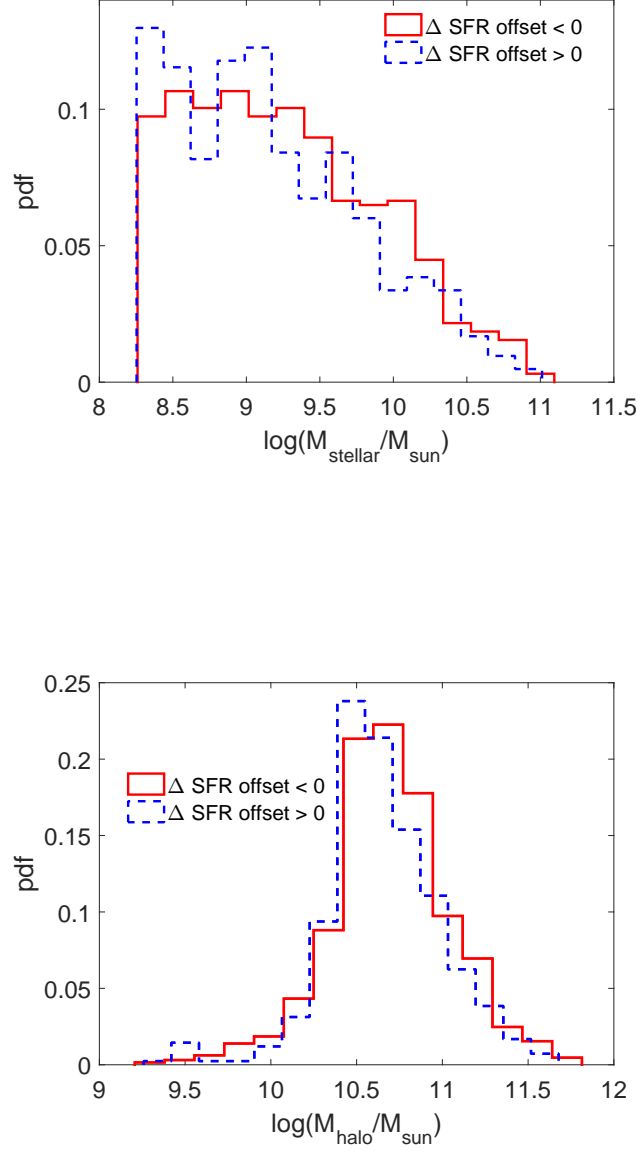 Δ SFR offset < 0
Δ SFR offset > 0
0.1
0.05
0
pdf
8 8.5 9 9.5 10 10.5 11 11.5
log(M_stellar/M_sun)
0.25
0.2
0.15
0.1
0.05
0
pdf
Δ SFR offset < 0
Δ SFR offset > 0
9 9.5 10 10.5 11 11.5 12
log(M_halo/M_sun)